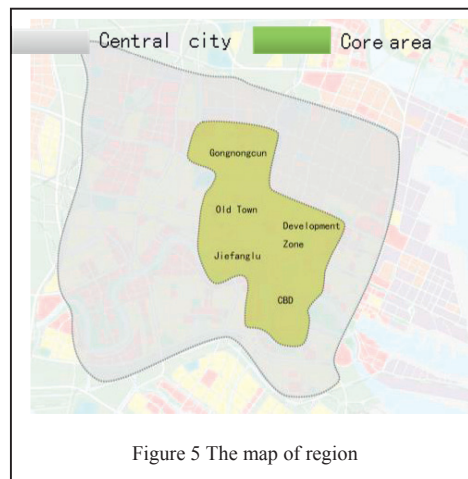 Central city Core area
Gongnongcun
Old Town
Development
Zone
Jiefanglu
CBD
Figure 5 The map of region